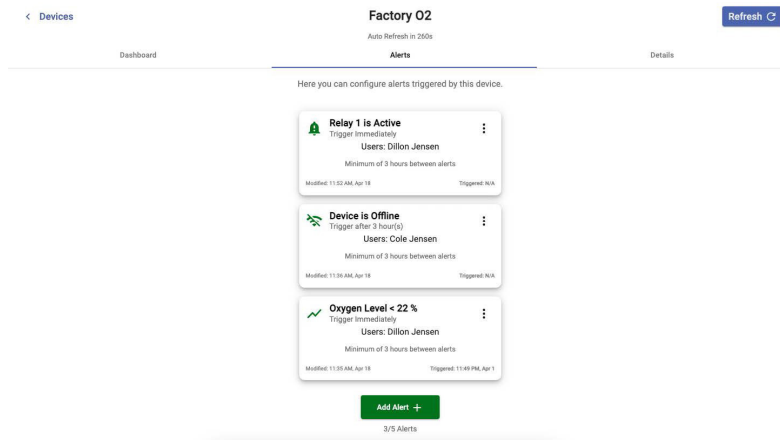 Devices
Factory O2
Refresh
Auto Refresh in 260s
Dashboard
Alerts
Details
Here you can configure alerts triggered by this device.
Relay 1 is Active
Trigger Immediately
Users: Dillon Jensen
Minimum of 3 hours between alerts
Modified: 11:52 AM, Apr 18
Triggered: N/A
Device is Offline
Trigger after 3 hour(s)
Users: Cole Jensen
Minimum of 3 hours between alerts
Modified: 11:36 AM, Apr 18
Triggered: N/A
Oxygen Level < 22 %
Trigger Immediately
Users: Dillon Jensen
Minimum of 3 hours between alerts
Modified: 11:35 AM, Apr 18
Triggered: 11:49 PM, Apr 1
Add Alert +
3/5 Alerts